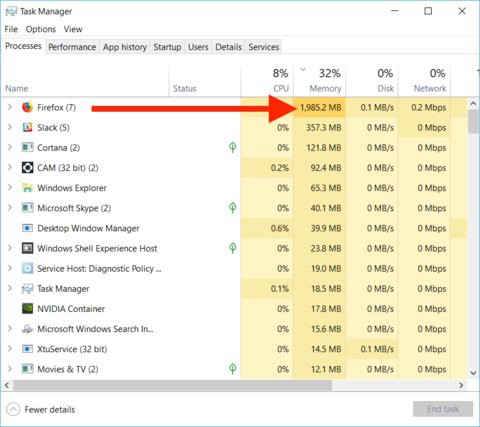 Task Manager
File Options View
Processes Performance App history Startup Users Details Services
8% 32% 0% 0%
Name Status CPU Memory Disk Network
Firefox (7) 1,985.2 MB 0.1 MB/s 0.2 Mbps
Slack (5) 0% 357.3 MB 0 MB/s 0 Mbps
Cortana (2) 0% 121.8 MB 0 MB/s 0 Mbps
CAM (32 bit) (2) 0.2% 92.4 MB 0 MB/s 0 Mbps
Windows Explorer 0% 65.3 MB 0 MB/s 0 Mbps
Microsoft Skype (2) 0% 40.1 MB 0 MB/s 0 Mbps
Desktop Window Manager 0.6% 39.9 MB 0 MB/s 0 Mbps
Windows Shell Experience Host 0% 23.8 MB 0 MB/s 0 Mbps
Service Host: Diagnostic Policy ... 0% 19.0 MB 0 MB/s 0 Mbps
Task Manager 0.1% 18.5 MB 0 MB/s 0 Mbps
NVIDIA Container 0% 17.8 MB 0 MB/s 0 Mbps
Microsoft Windows Search In... 0% 15.6 MB 0 MB/s 0 Mbps
XtuService (32 bit) 0% 14.5 MB 0.1 MB/s 0 Mbps
Movies & TV (2) 0% 12.1 MB 0 MB/s 0 Mbps
Fewer details End task